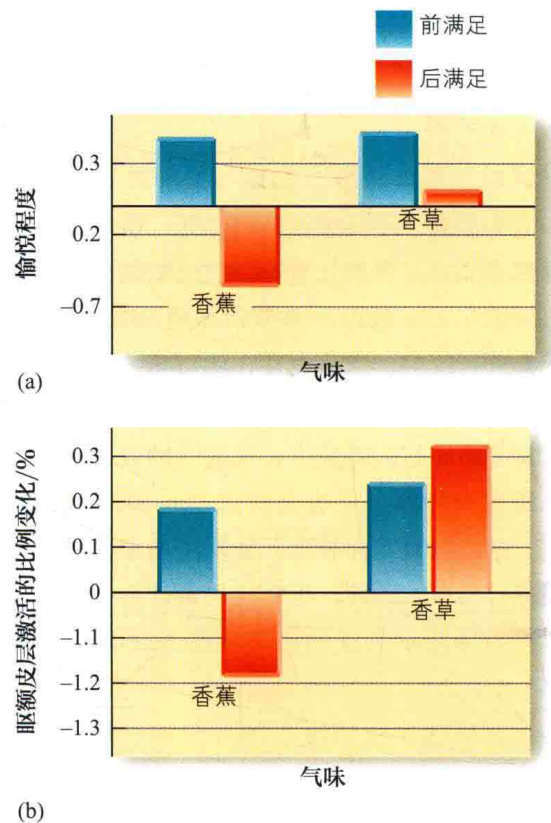 前满足
后满足
愉悦程度
0.3
0.2
–0.7
香草
香蕉
气味
(a)
眶额皮层激活的比例变化/%
0.3
0.2
0.1
0
–1.1
–1.2
–1.3
香草
香蕉
气味
(b)